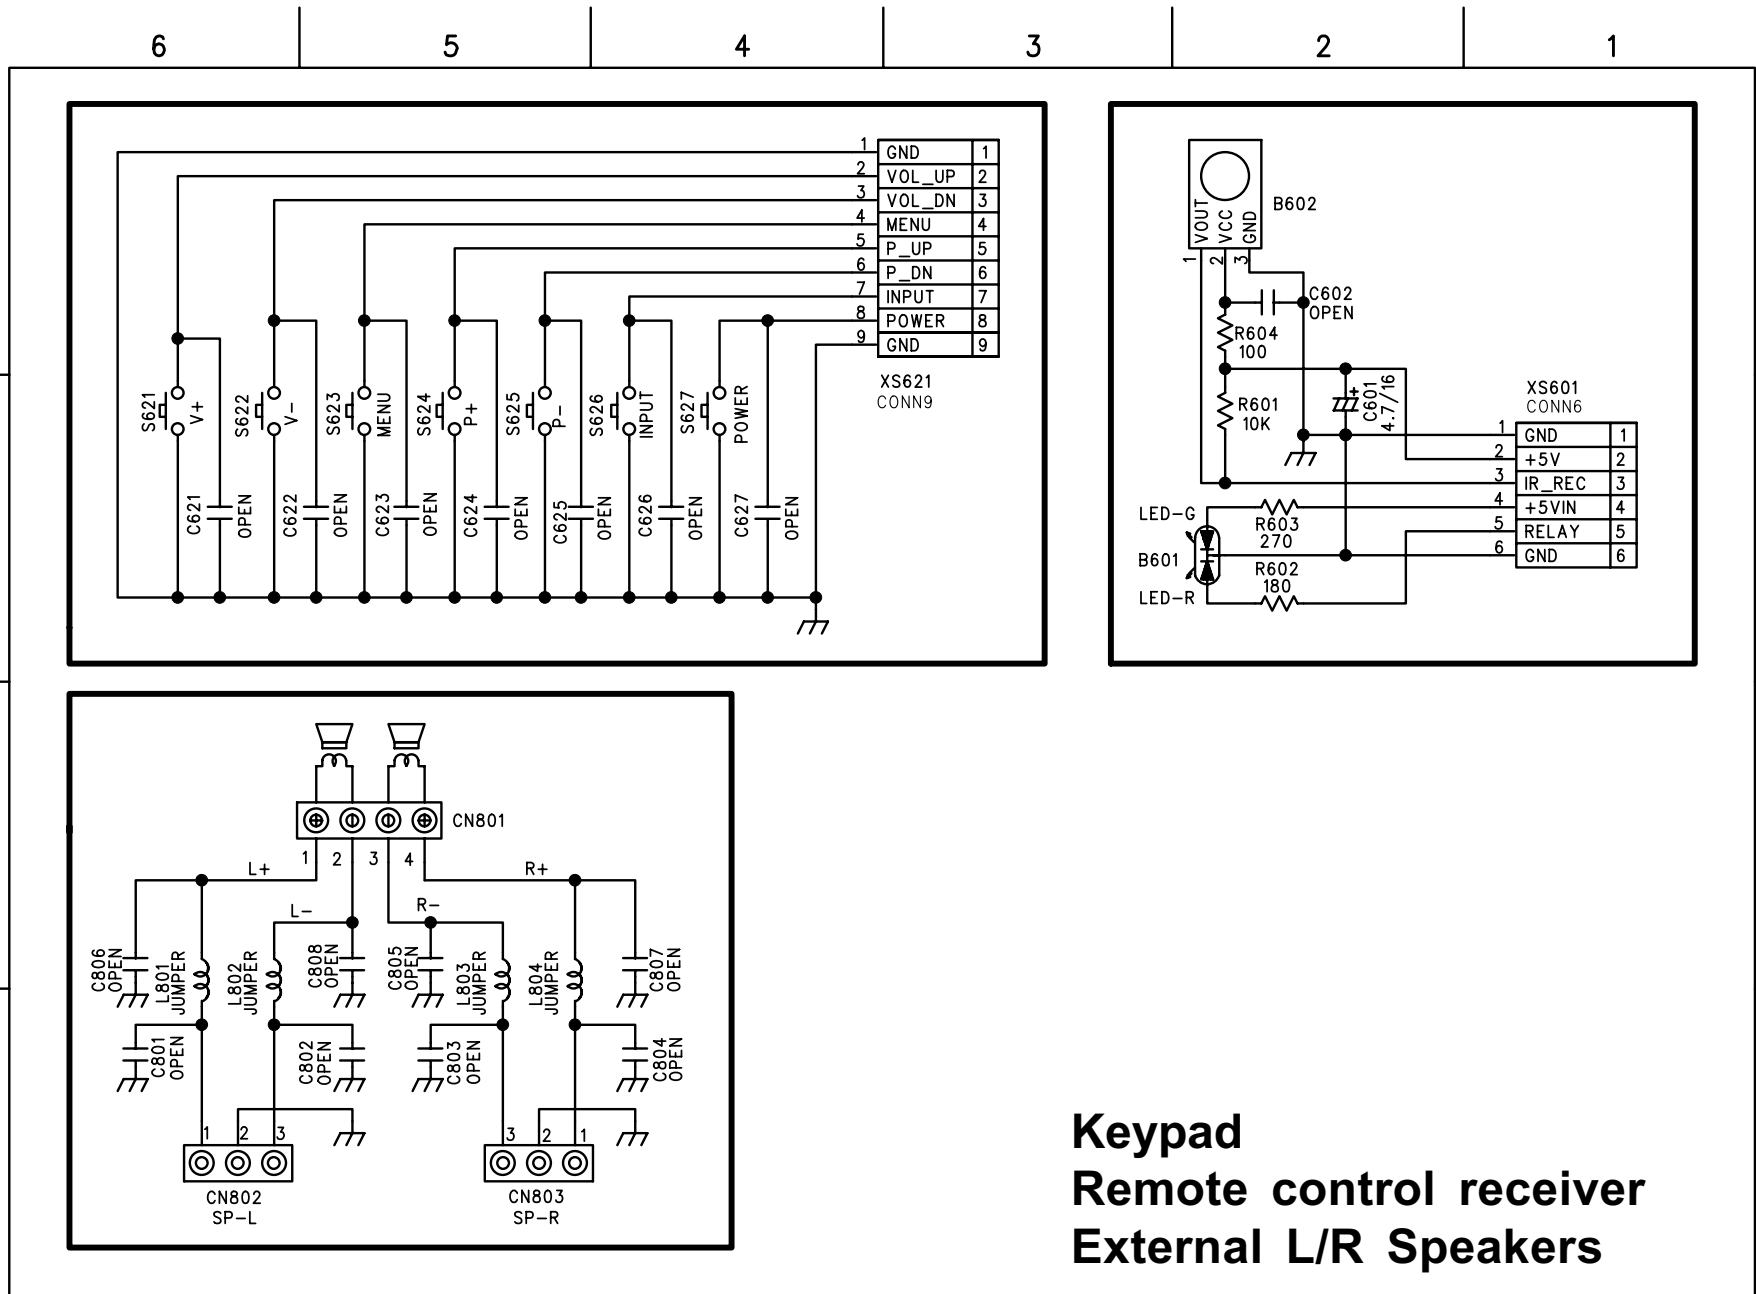 6 5 4 3 2 1
1 GND 1
2 VOL_UP 2
3 VOL_DN 3
4 MENU 4
5 P_UP 5
6 P_DN 6
7 INPUT 7
8 POWER 8
9 GND 9
XS621
CONN9
S621 V+
S622 V-
S623 MENU
S624 P+
S625 P-
S626 INPUT
S627 POWER
C621 OPEN
C622 OPEN
C623 OPEN
C624 OPEN
C625 OPEN
C626 OPEN
C627 OPEN
VOUT VCC GND
B602
1 2 3
C602
OPEN
R604
100
R601
10K
C601
4.7/16
+
XS601
CONN6
1 GND 1
2 +5V 2
3 IR_REC 3
4 +5VIN 4
5 RELAY 5
6 GND 6
LED-G
R603
270
B601
R602
180
LED-R
CN801
1 2 3 4
L+ R+
L- R-
C806
OPEN
L801
JUMPER
L802
JUMPER
C808
OPEN
C805
OPEN
L803
JUMPER
L804
JUMPER
C807
OPEN
C801
OPEN
C802
OPEN
C803
OPEN
C804
OPEN
1 2 3
3 2 1
CN802
SP-L
CN803
SP-R
Keypad
Remote control receiver
External L/R Speakers